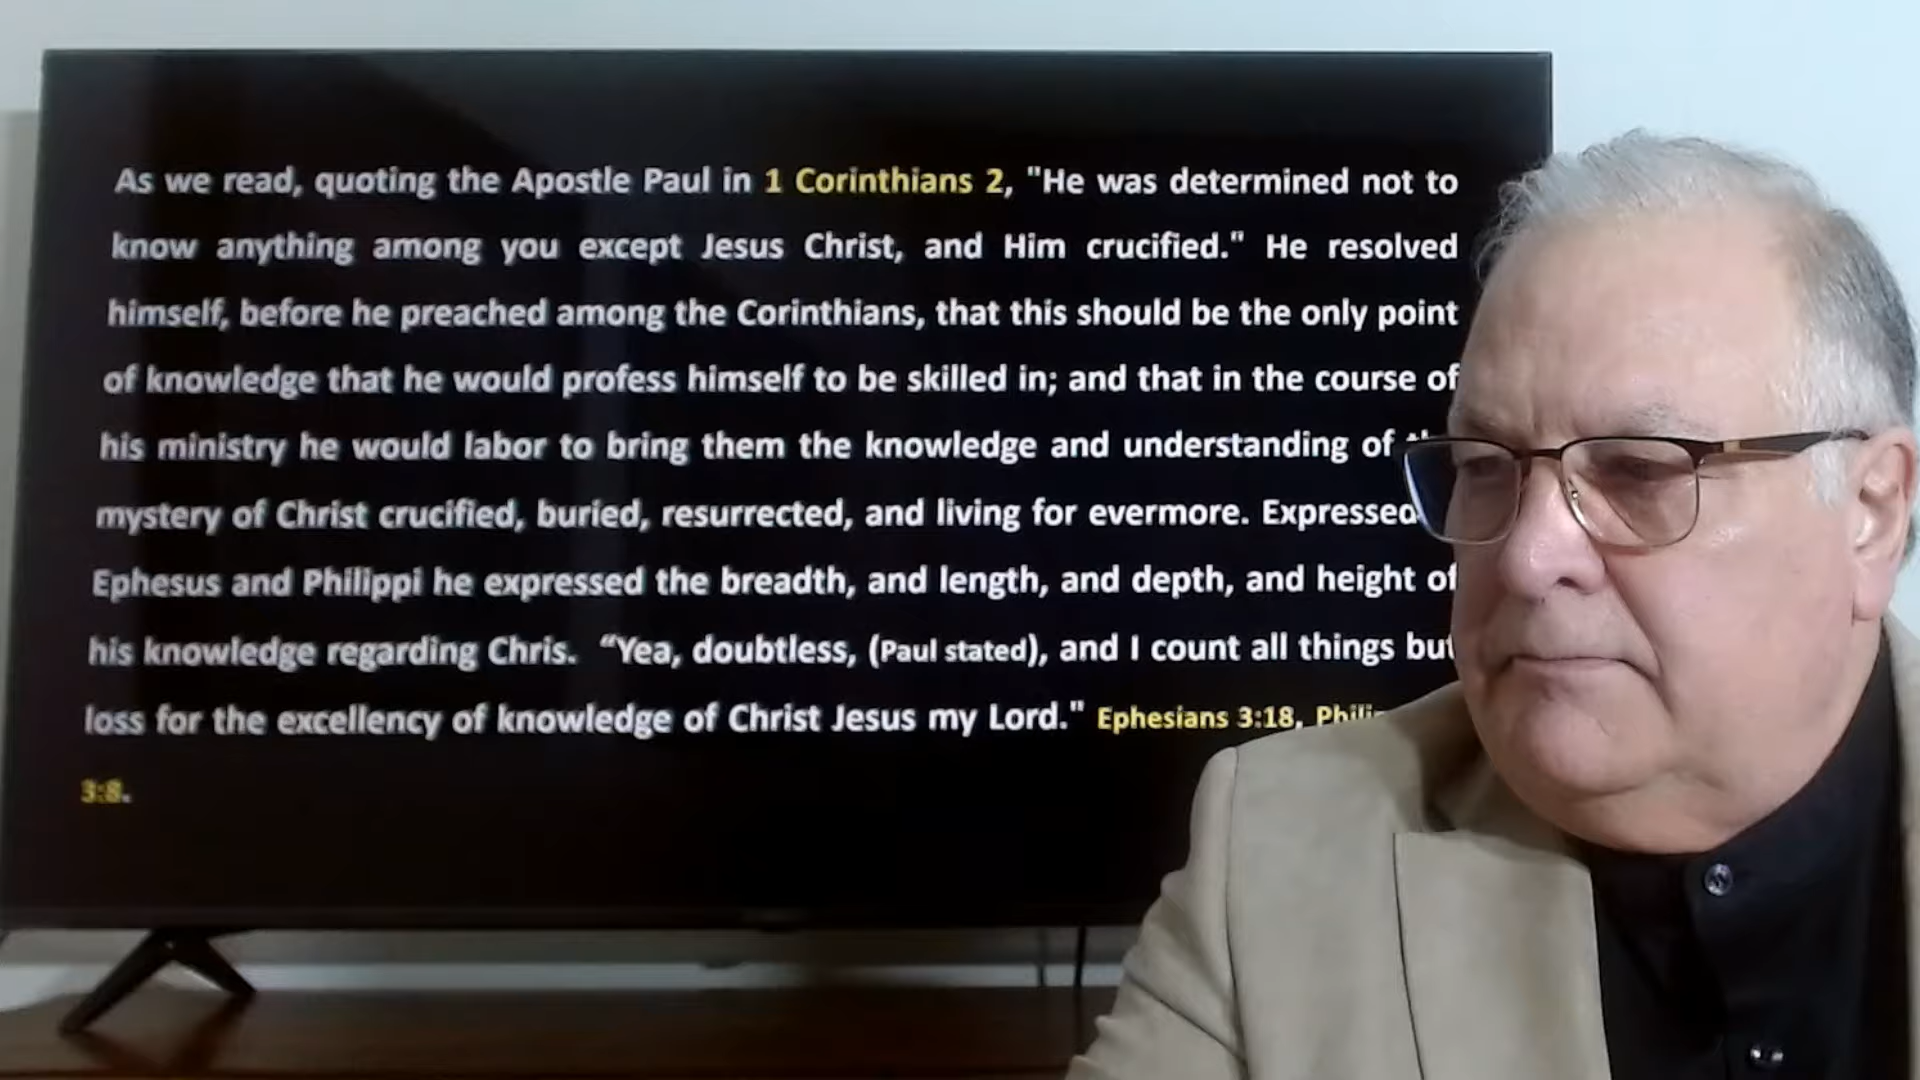 As we read, quoting the Apostle Paul in 1 Corinthians 2, "He was determined not to
know anything among you except Jesus Christ, and Him crucified." He resolved
himself, before he preached among the Corinthians, that this should be the only point
of knowledge that he would profess himself to be skilled in; and that in the course of
his ministry he would labor to bring them the knowledge and understanding of
mystery of Christ crucified, buried, resurrected, and living for evermore. Expressed
Ephesus and Philippi he expressed the breadth, and length, and depth, and height of
his knowledge regarding Chris. “Yea, doubtless, (Paul stated), and I count all things but
loss for the excellency of knowledge of Christ Jesus my Lord." Ephesians 3:18,
3:8.